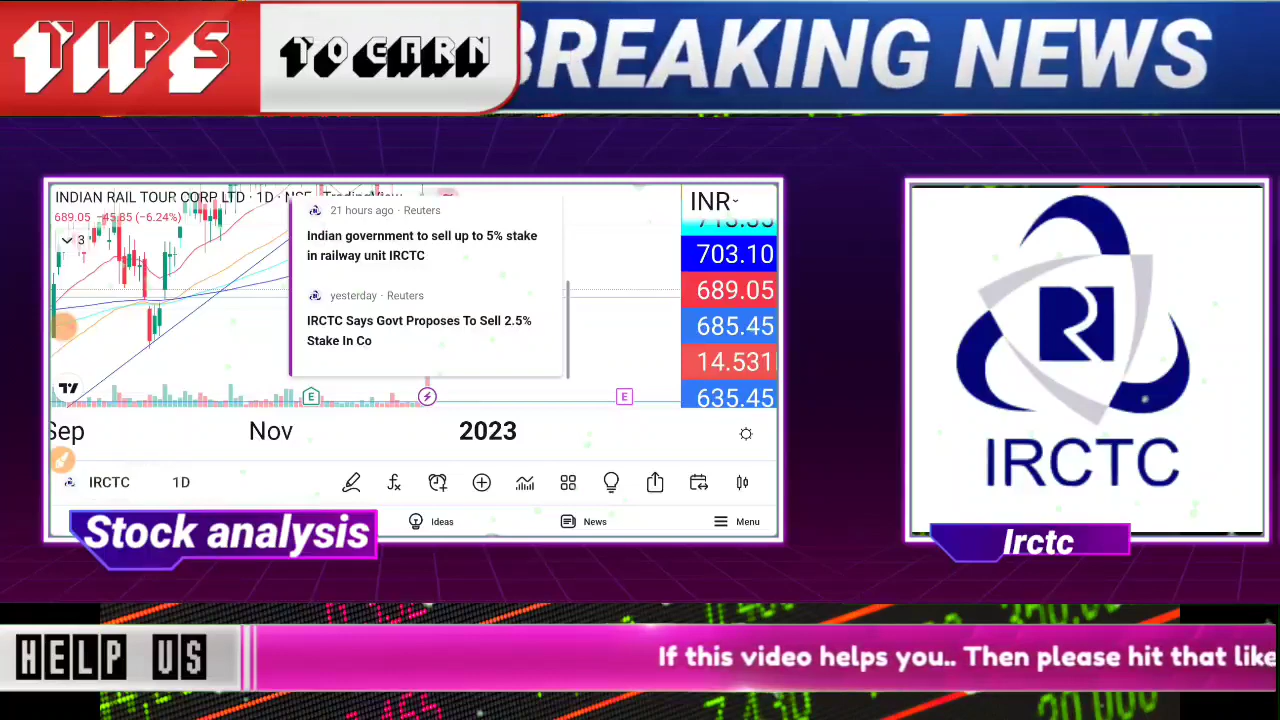 TIPS
TO EARN
BREAKING NEWS
INDIAN RAIL TOUR CORP LTD · 1D · NSE · TradingView
689.05 −45.85 (−6.24%)
3
21 hours ago · Reuters
Indian government to sell up to 5% stake
in railway unit IRCTC
yesterday · Reuters
IRCTC Says Govt Proposes To Sell 2.5%
Stake In Co
INR
713.55
703.10
689.05
685.45
14.531
635.45
E
E
Sep
Nov
2023
IRCTC
1D
Ideas
News
Menu
Stock analysis
IRCTC
Irctc
HELP US
If this video helps you.. Then please hit that like